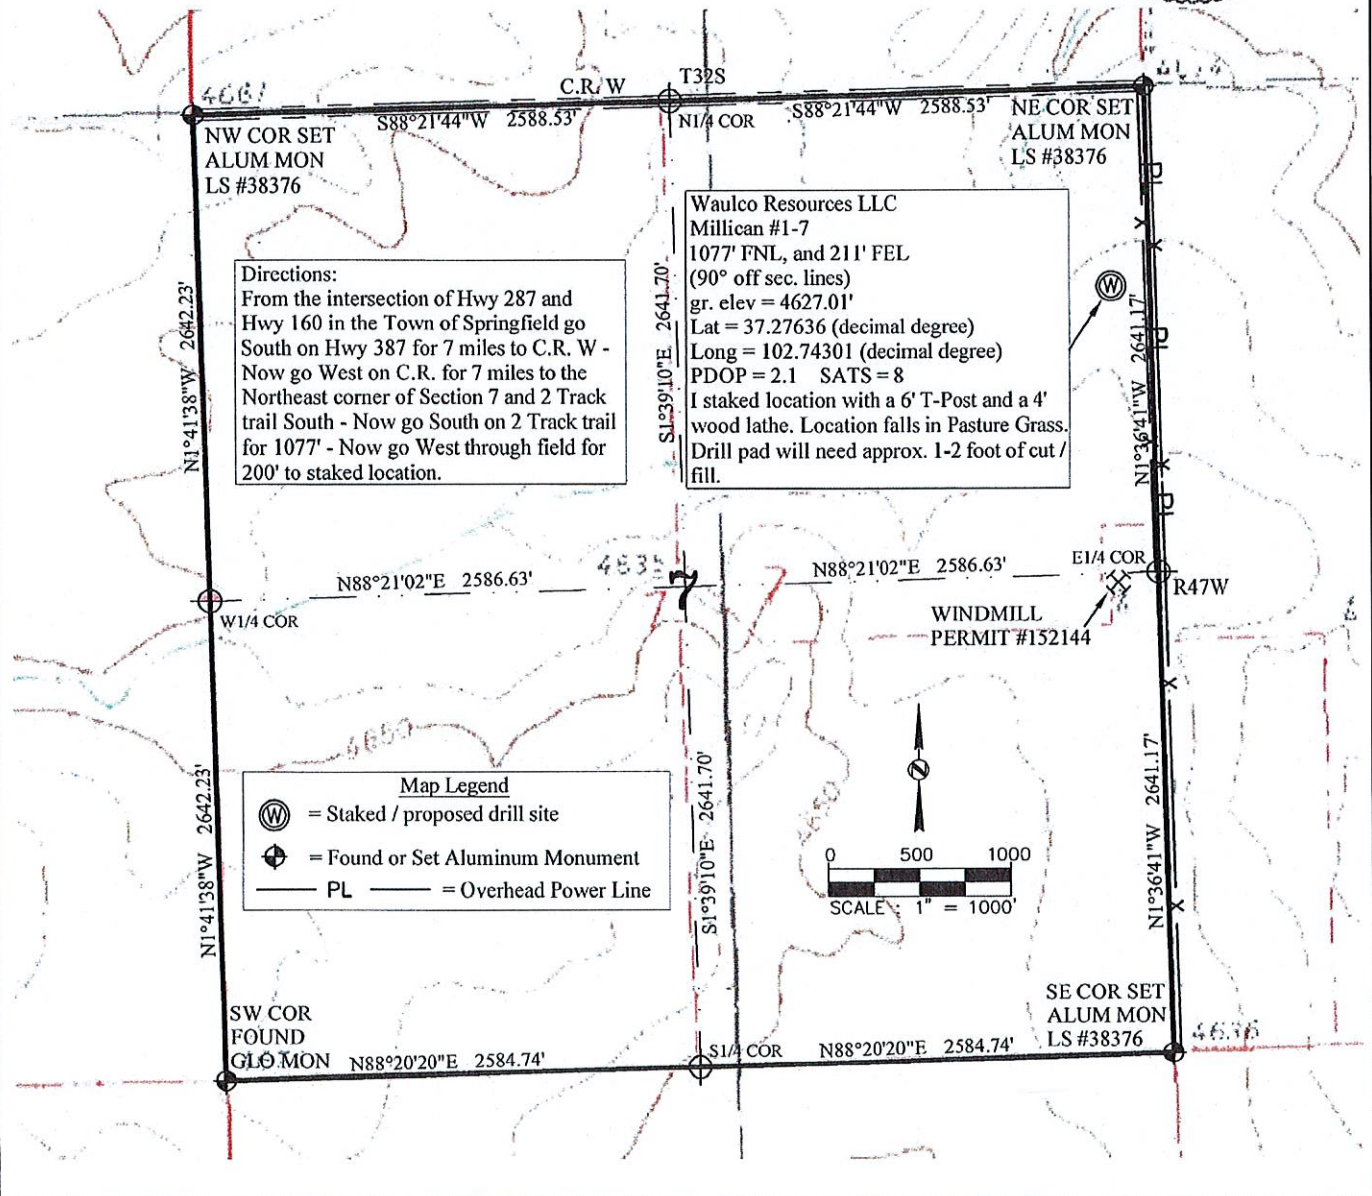 T32S
C.R. W
S88°21'44"W 2588.53'
S88°21'44"W 2588.53'
N1/4 COR
NW COR SET
ALUM MON
LS #38376
NE COR SET
ALUM MON
LS #38376
PL
X
X
Waulco Resources LLC
Millican #1-7
1077' FNL, and 211' FEL
(90° off sec. lines)
gr. elev = 4627.01'
Lat = 37.27636 (decimal degree)
Long = 102.74301 (decimal degree)
PDOP = 2.1 SATS = 8
I staked location with a 6' T-Post and a 4'
wood lathe. Location falls in Pasture Grass.
Drill pad will need approx. 1-2 foot of cut /
fill.
Directions:
From the intersection of Hwy 287 and
Hwy 160 in the Town of Springfield go
South on Hwy 387 for 7 miles to C.R. W -
Now go West on C.R. for 7 miles to the
Northeast corner of Section 7 and 2 Track
trail South - Now go South on 2 Track trail
for 1077' - Now go West through field for
200' to staked location.
W
N1°41'38"W 2642.23'
S1°39'10"E 2641.70'
N1°36'41"W 2641.17'
PL
X
X
PL
4635
7
N88°21'02"E 2586.63'
N88°21'02"E 2586.63'
E1/4 COR
R47W
W1/4 COR
WINDMILL
PERMIT #152144
X
4650
4650
N1°41'38"W 2642.23'
S1°39'10"E 2641.70'
N1°36'41"W 2641.17'
Map Legend
W = Staked / proposed drill site
= Found or Set Aluminum Monument
PL = Overhead Power Line
N
0 500 1000
SCALE : 1" = 1000'
X
SW COR
FOUND
GLO MON
N88°20'20"E 2584.74'
S1/4 COR
N88°20'20"E 2584.74'
SE COR SET
ALUM MON
LS #38376
4636